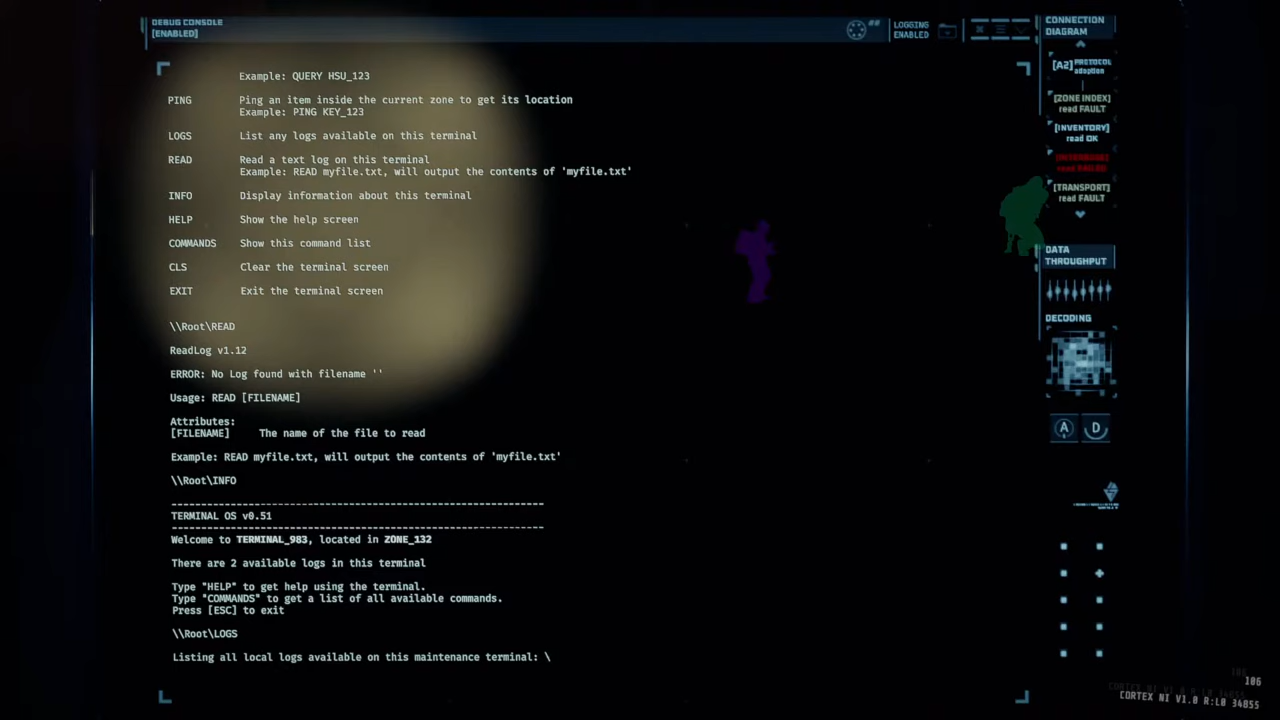 DEBUG CONSOLE
[ENABLED]
LOGGING
ENABLED
Example: QUERY HSU_123
PING Ping an item inside the current zone to get its location
Example: PING KEY_123
LOGS List any logs available on this terminal
READ Read a text log on this terminal
Example: READ myfile.txt, will output the contents of 'myfile.txt'
INFO Display information about this terminal
HELP Show the help screen
COMMANDS Show this command list
CLS Clear the terminal screen
EXIT Exit the terminal screen
\\Root\READ
ReadLog v1.12
ERROR: No Log found with filename ''
Usage: READ [FILENAME]
Attributes:
[FILENAME] The name of the file to read
Example: READ myfile.txt, will output the contents of 'myfile.txt'
\\Root\INFO
----------------------------------------------------------------
TERMINAL OS v0.51
----------------------------------------------------------------
Welcome to TERMINAL_983, located in ZONE_132
There are 2 available logs in this terminal
Type "HELP" to get help using the terminal.
Type "COMMANDS" to get a list of all available commands.
Press [ESC] to exit
\\Root\LOGS
Listing all local logs available on this maintenance terminal: \
CONNECTION
DIAGRAM
[A2] PROTOCOL
adaption
[ZONE INDEX]
read FAULT
[INVENTORY]
read OK
read FAILED
[TRANSPORT]
read FAULT
DATA
THROUGHPUT
DECODING
A D
106
CORTEX NI V1.0 R:L0 34855